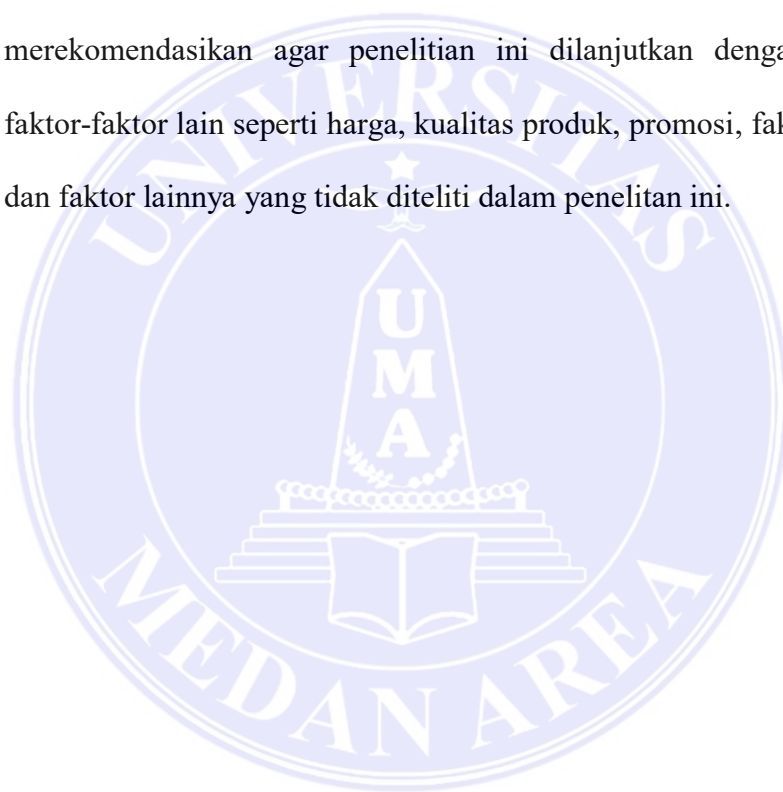 merekomendasikan agar penelitian ini dilanjutkan
faktor-faktor lain seperti harga, kualitas produk, promosi,
dan faktor lainnya yang tidak diteliti dalam penelitan ini.
UNIVERSITAS
U
M
A
MEDAN AREA